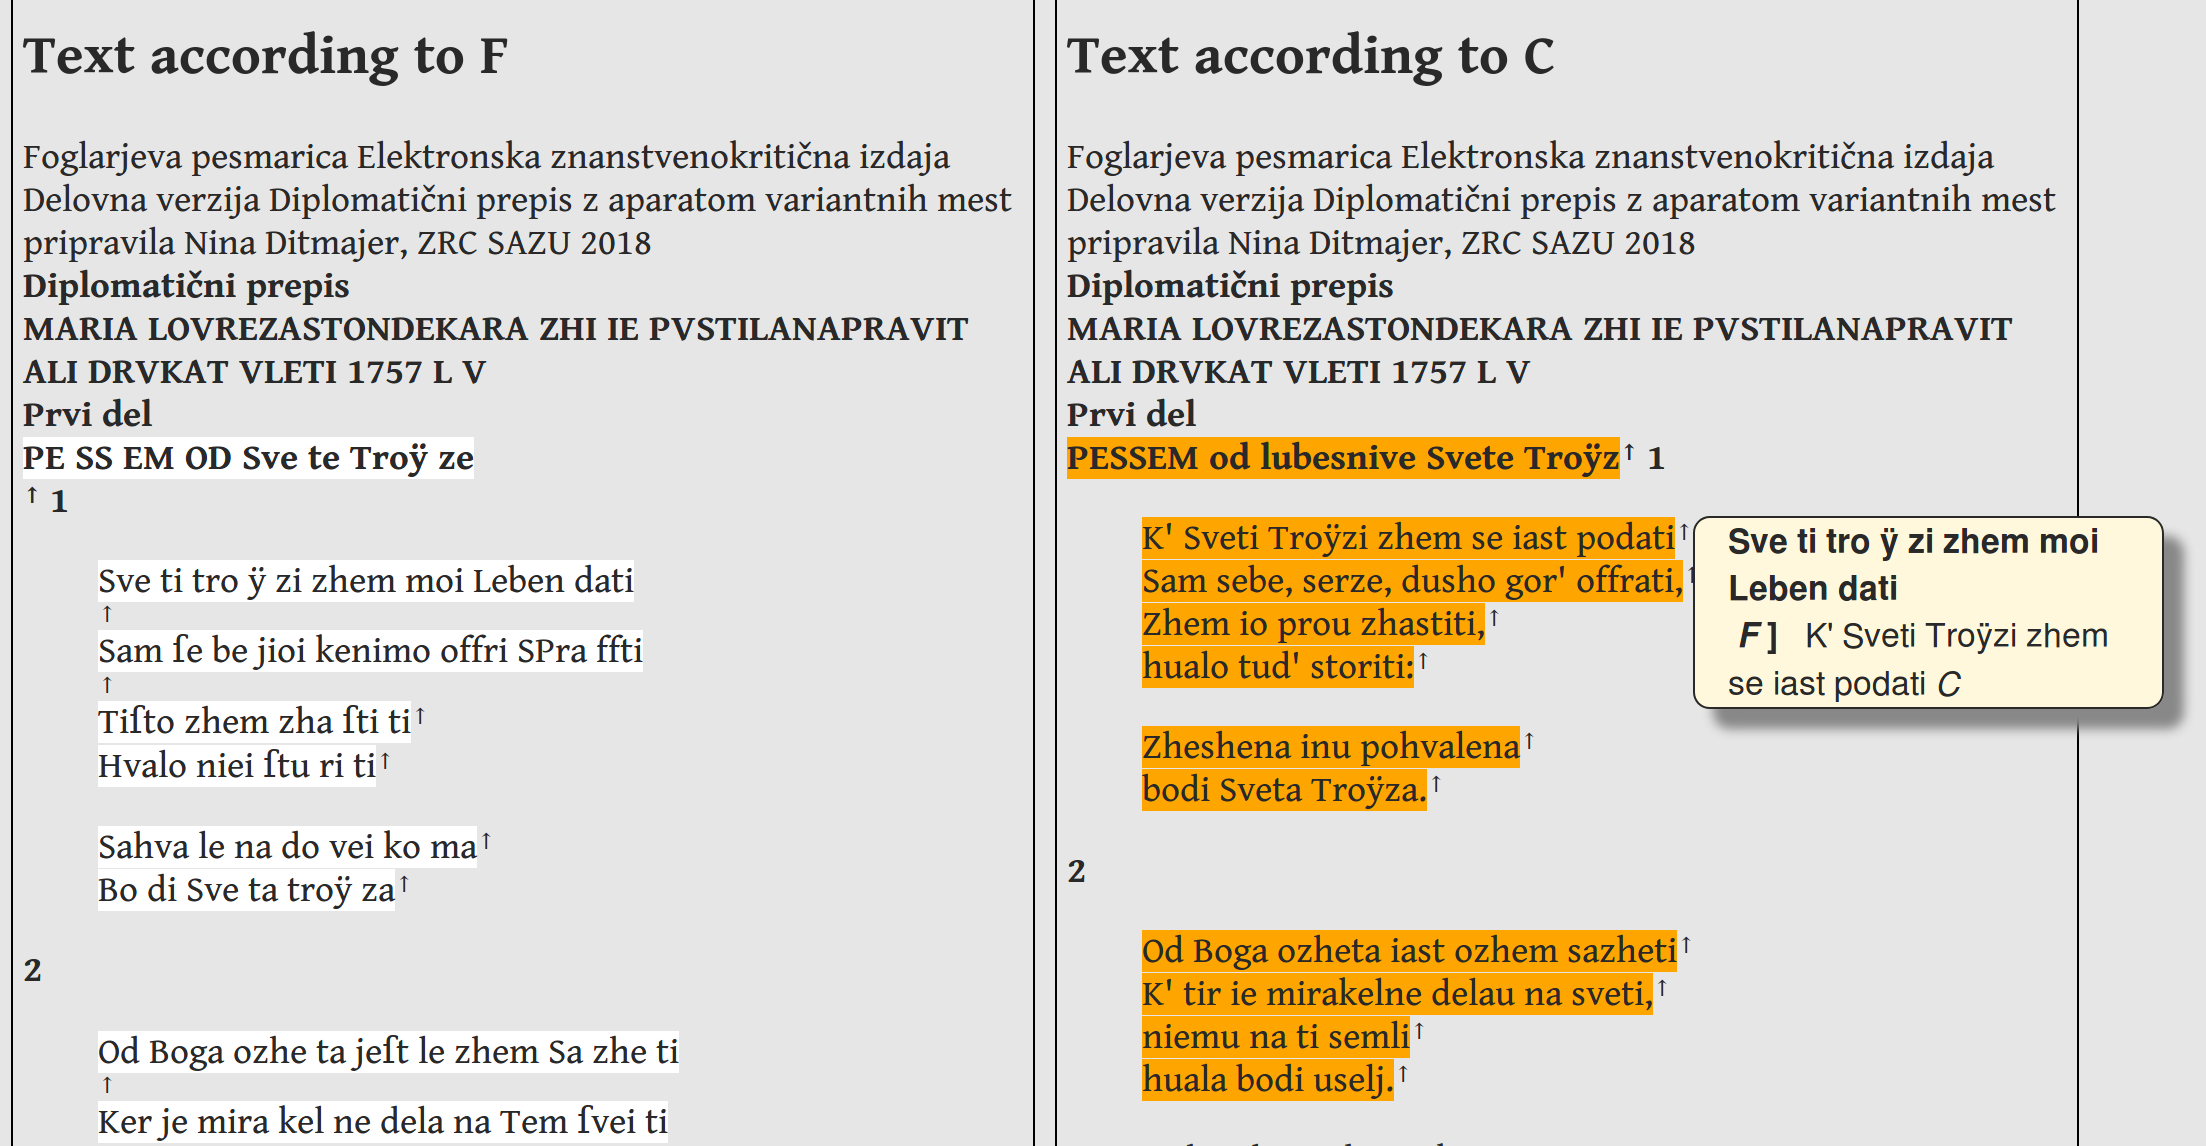 Text according to F
Foglarjeva pesmarica Elektronska znanstvenokritična izdaja
Delovna verzija Diplomatični prepis z aparatom variantnih mest
pripravila Nina Ditmajer, ZRC SAZU 2018
Diplomatični prepis
MARIA LOVREZASTONDEKARA ZHI IE PVSTILANAPRAVIT
ALI DRVKAT VLETI 1757 L V
Prvi del
PE SS EM OD Sve te Troÿ ze
↑ 1
Sve ti tro ÿ zi zhem moi Leben dati
↑
Sam ſe be jioi kenimo offri SPra ffti
↑
Tiſto zhem zha ſti ti↑
Hvalo niei ſtu ri ti↑
Sahva le na do vei ko ma↑
Bo di Sve ta troÿ za↑
2
Od Boga ozhe ta jeſt le zhem Sa zhe ti
↑
Ker je mira kel ne dela na Tem ſvei ti
Text according to C
Foglarjeva pesmarica Elektronska znanstvenokritična izdaja
Delovna verzija Diplomatični prepis z aparatom variantnih mest
pripravila Nina Ditmajer, ZRC SAZU 2018
Diplomatični prepis
MARIA LOVREZASTONDEKARA ZHI IE PVSTILANAPRAVIT
ALI DRVKAT VLETI 1757 L V
Prvi del
PESSEM od lubesnive Svete Troÿz↑ 1
K' Sveti Troÿzi zhem se iast podati↑
Sam sebe, serze, dusho gor' offrati,↑
Zhem io prou zhastiti,↑
hualo tud' storiti:↑
Zheshena inu pohvalena↑
bodi Sveta Troÿza.↑
2
Od Boga ozheta iast ozhem sazheti↑
K' tir ie mirakelne delau na sveti,↑
niemu na ti semli↑
huala bodi uselj.↑
Sve ti tro ÿ zi zhem moi
Leben dati
F ] K' Sveti Troÿzi zhem
se iast podati C